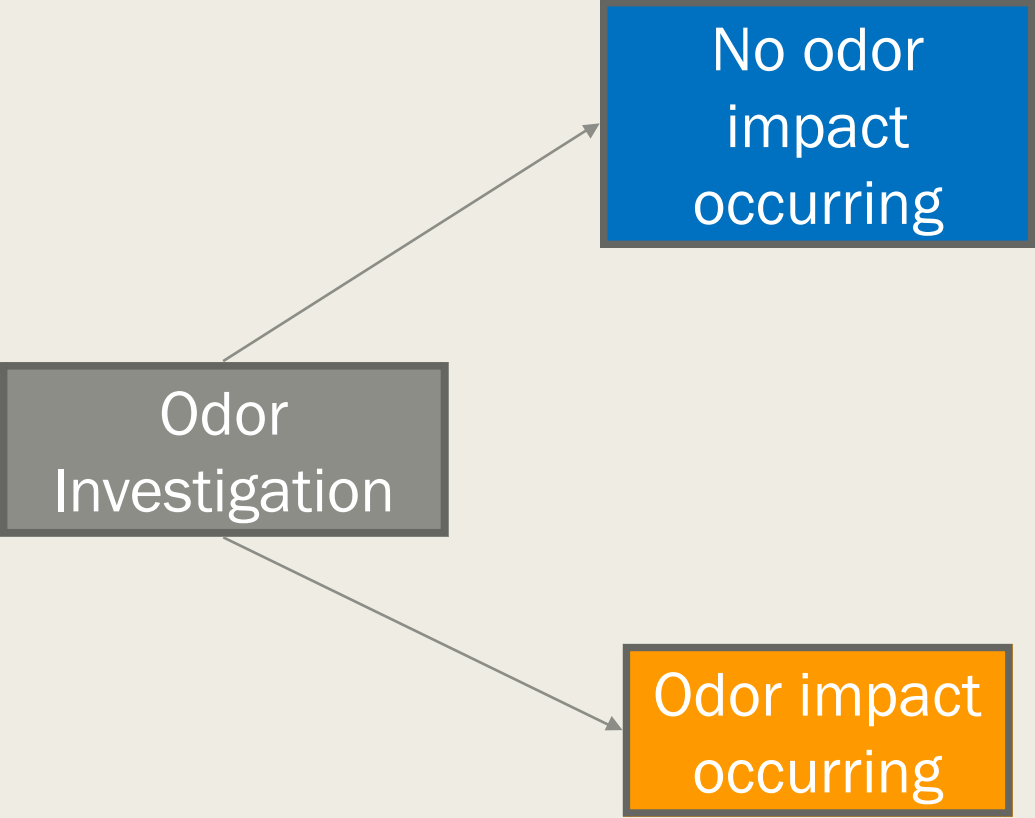 No odor
impact
occurring
Odor
Investigation
Odor impact
occurring